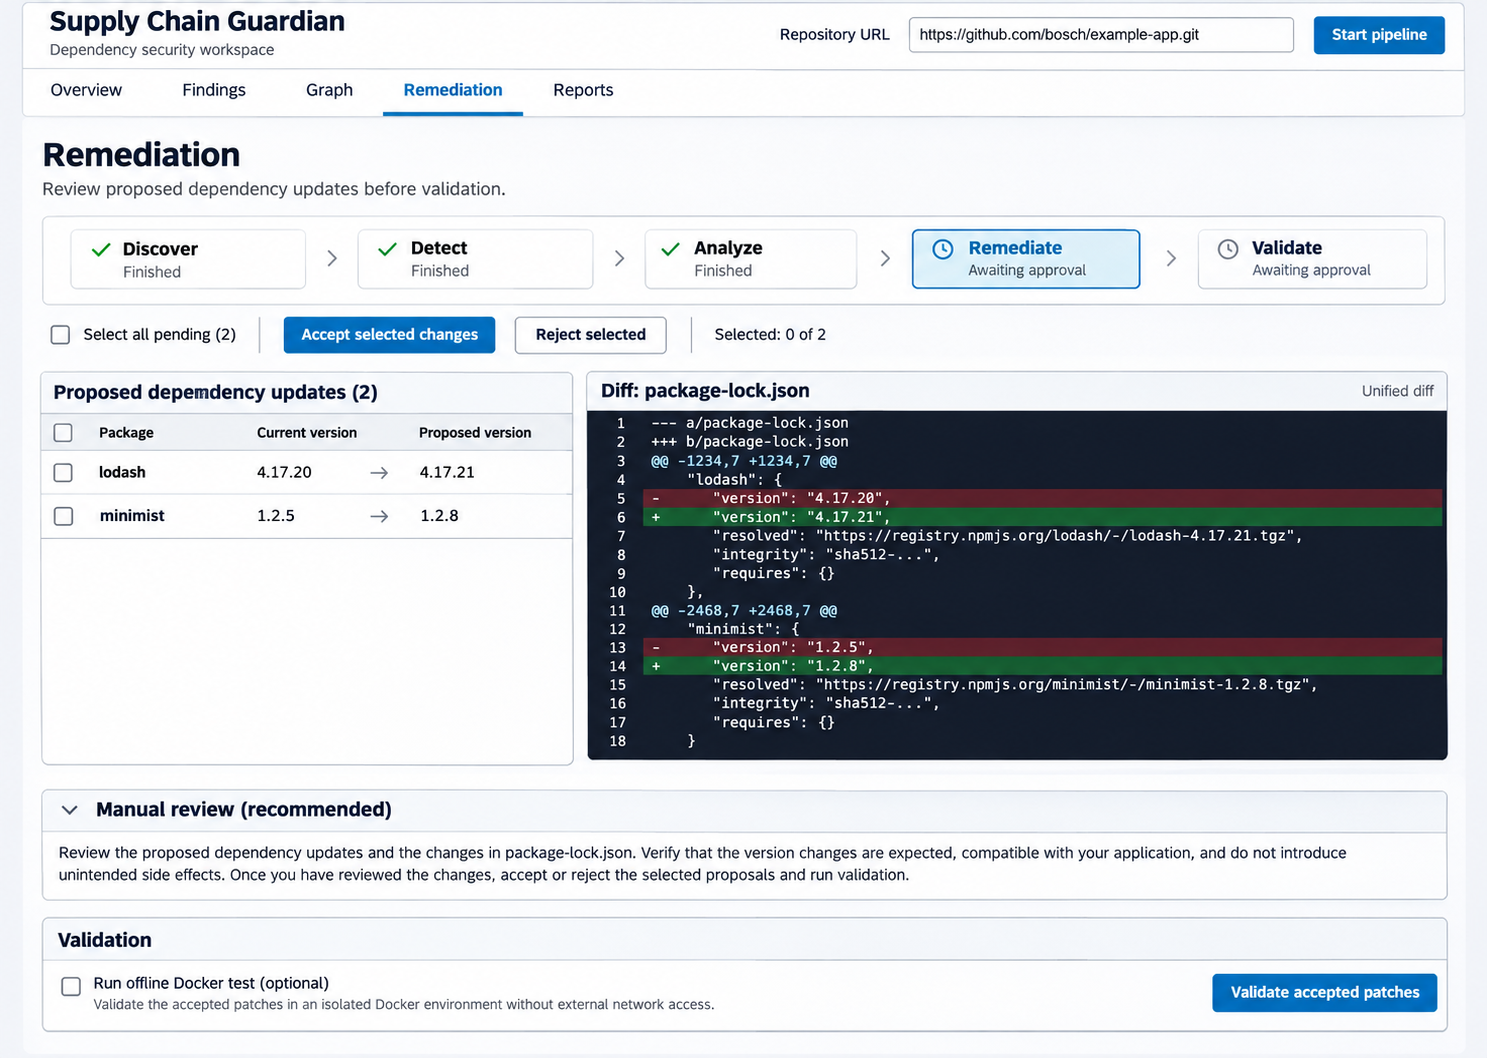 Supply Chain Guardian
Dependency security workspace
Repository URL
https://github.com/bosch/example-app.git
Start pipeline
Overview
Findings
Graph
Remediation
Reports
Remediation
Review proposed dependency updates before validation.
Discover
Finished
Detect
Finished
Analyze
Finished
Remediate
Awaiting approval
Validate
Awaiting approval
Select all pending (2)
Accept selected changes
Reject selected
Selected: 0 of 2
Proposed dependency updates (2)
Package Current version Proposed version
lodash 4.17.20 → 4.17.21
minimist 1.2.5 → 1.2.8
Diff: package-lock.json
Unified diff
1 --- a/package-lock.json
2 +++ b/package-lock.json
3 @@ -1234,7 +1234,7 @@
4 "lodash": {
5 - "version": "4.17.20",
6 + "version": "4.17.21",
7 "resolved": "https://registry.npmjs.org/lodash/-/lodash-4.17.21.tgz",
8 "integrity": "sha512-...",
9 "requires": {}
10 },
11 @@ -2468,7 +2468,7 @@
12 "minimist": {
13 - "version": "1.2.5",
14 + "version": "1.2.8",
15 "resolved": "https://registry.npmjs.org/minimist/-/minimist-1.2.8.tgz",
16 "integrity": "sha512-...",
17 "requires": {}
18 }
Manual review (recommended)
Review the proposed dependency updates and the changes in package-lock.json. Verify that the version changes are expected, compatible with your application, and do not introduce
unintended side effects. Once you have reviewed the changes, accept or reject the selected proposals and run validation.
Validation
Run offline Docker test (optional)
Validate the accepted patches in an isolated Docker environment without external network access.
Validate accepted patches